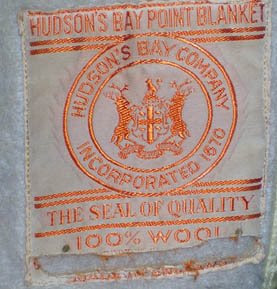 HUDSON'S BAY POINT BLANKET
HUDSON'S BAY COMPANY
INCORPORATED 1670
THE SEAL OF QUALITY
100% WOOL